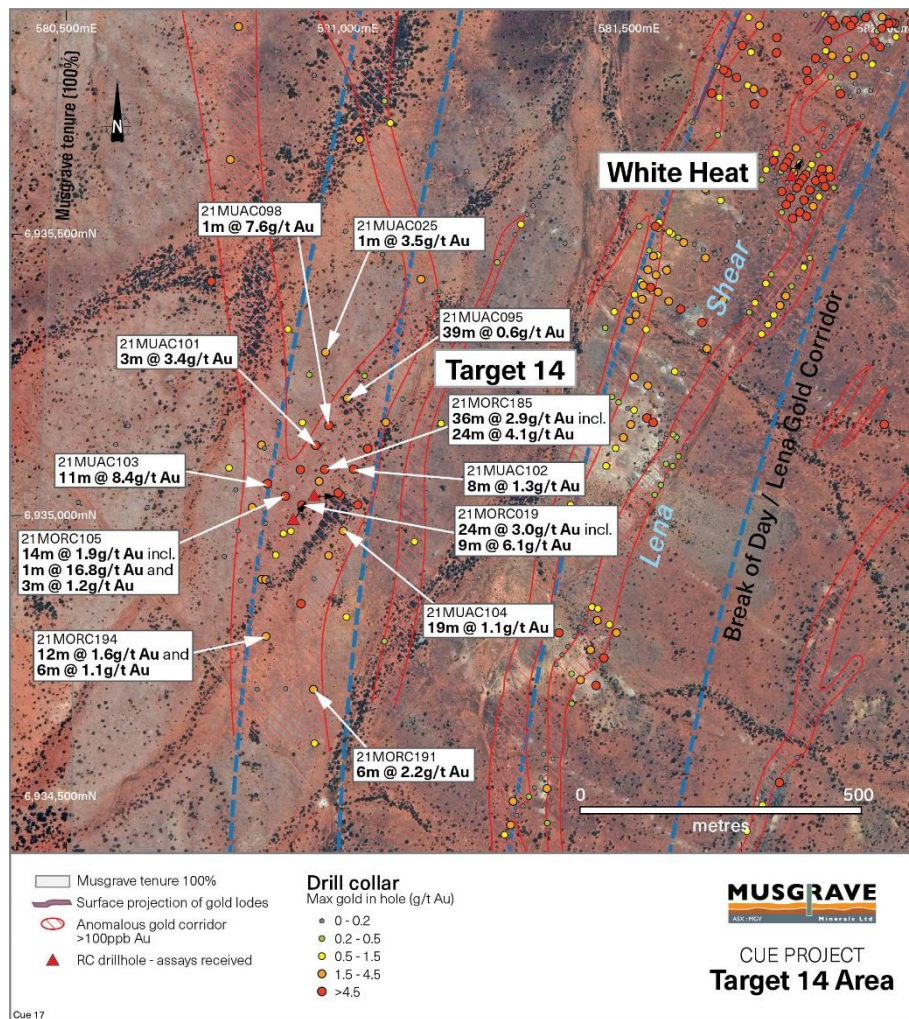 580,500mE
581,000mE
581,500mE
Musgrave tenure (100%)
N
White Heat
21MUAC098
1m @ 7.6g/t Au
21MUAC025
1m @ 3.5g/t Au
6,935,500mN
21MUAC095
39m @ 0.6g/t Au
21MUAC101
3m @ 3.4g/t Au
Target 14
Lena Shear
Break of Day / Lena Gold Corridor
21MORC185
36m @ 2.9g/t Au incl.
24m @ 4.1g/t Au
21MUAC103
11m @ 8.4g/t Au
21MUAC102
8m @ 1.3g/t Au
6,935,000mN
21MORC019
24m @ 3.0g/t Au incl.
9m @ 6.1g/t Au
21MORC105
14m @ 1.9g/t Au incl.
1m @ 16.8g/t Au and
3m @ 1.2g/t Au
21MUAC104
19m @ 1.1g/t Au
21MORC194
12m @ 1.6g/t Au and
6m @ 1.1g/t Au
21MORC191
6m @ 2.2g/t Au
6,934,500mN
0 500
metres
Musgrave tenure 100%
Surface projection of gold lodes
Anomalous gold corridor
>100ppb Au
RC drillhole - assays received
Drill collar
Max gold in hole (g/t Au)
0 - 0.2
0.2 - 0.5
0.5 - 1.5
1.5 - 4.5
>4.5
MUSGRAVE
ASX : MGV Minerals Ltd
CUE PROJECT
Target 14 Area
Cue 17